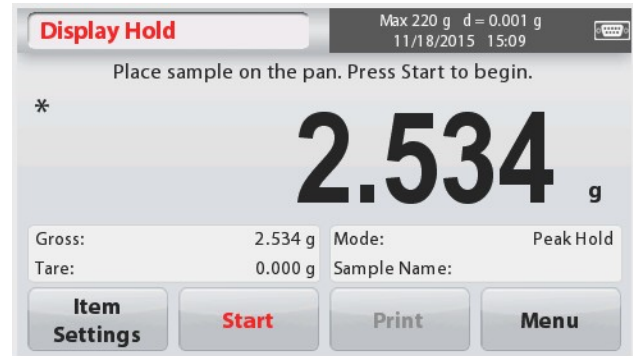 Display Hold
Max 220 g d = 0.001 g
11/18/2015 15:09
Place sample on the pan. Press Start to begin.
*
2.534 g
Gross: 2.534 g Mode: Peak Hold
Tare: 0.000 g Sample Name:
Item
Settings
Start
Print
Menu